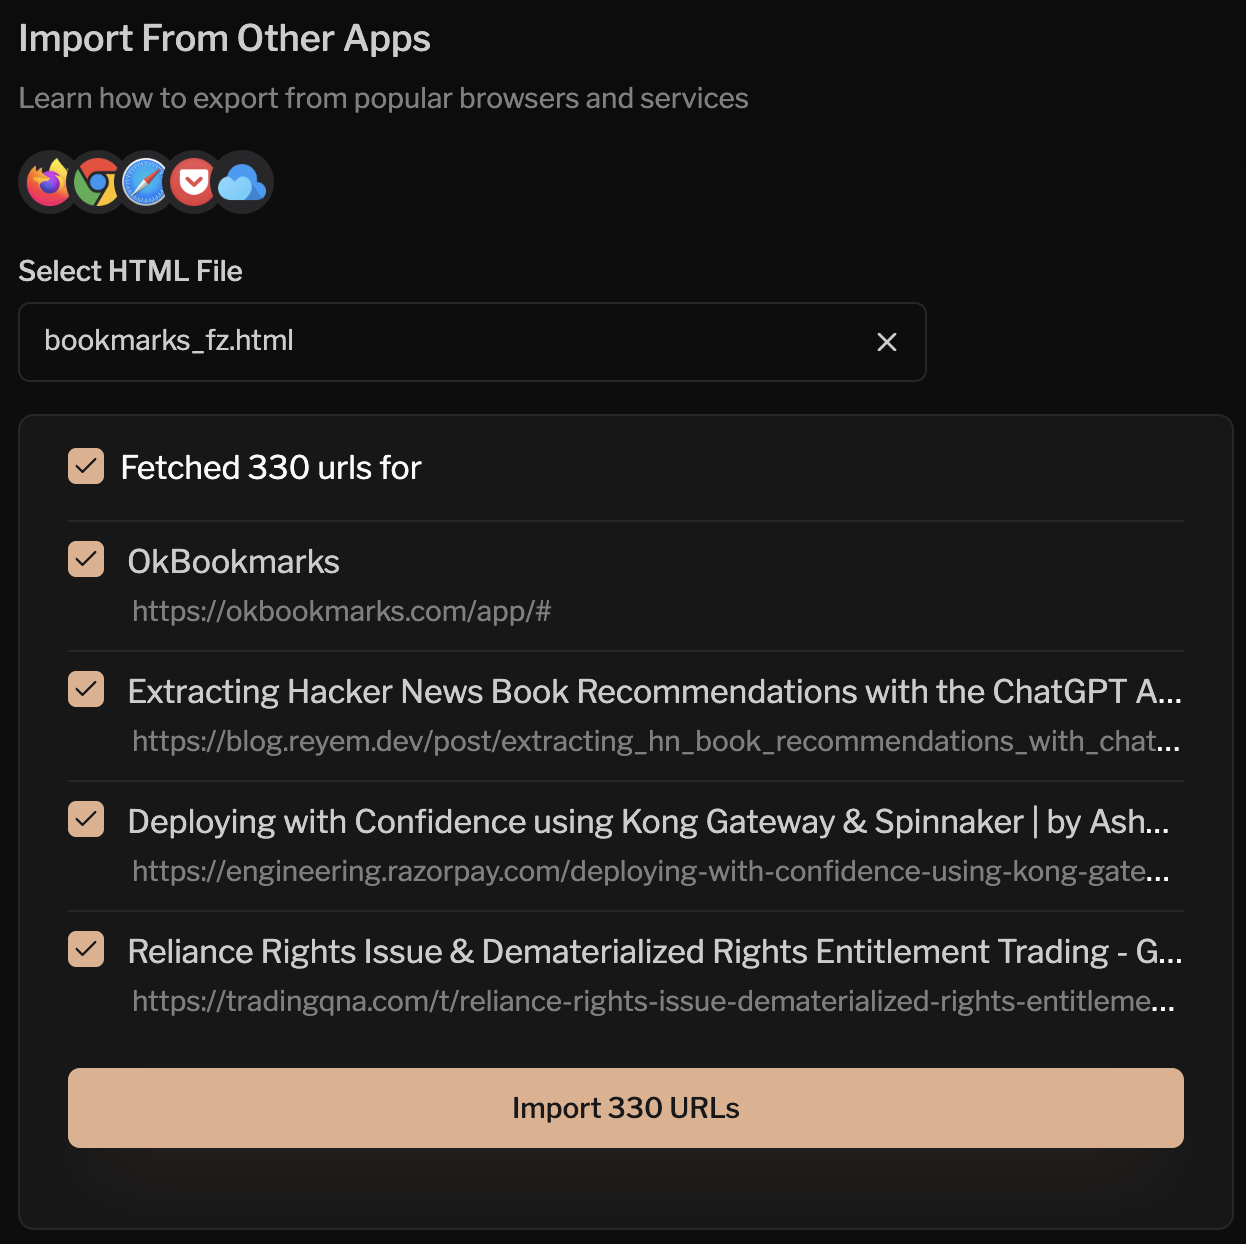 Import From Other Apps
Learn how to export from popular browsers and services
Select HTML File
bookmarks_fz.html
Fetched 330 urls for
OkBookmarks
https://okbookmarks.com/app/#
Extracting Hacker News Book Recommendations with the ChatGPT A...
https://blog.reyem.dev/post/extracting_hn_book_recommendations_with_chat...
Deploying with Confidence using Kong Gateway & Spinnaker | by Ash...
https://engineering.razorpay.com/deploying-with-confidence-using-kong-gate...
Reliance Rights Issue & Dematerialized Rights Entitlement Trading - G...
https://tradingqna.com/t/reliance-rights-issue-dematerialized-rights-entitleme...
Import 330 URLs